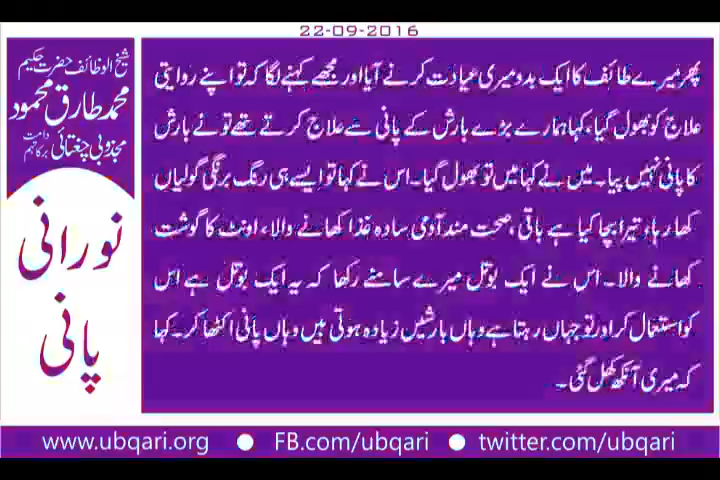 22-09-2016
شیخ الوظائف حضرت حکیم
محمد طارق محمود
مجذوبی چغتائی دامت برکاتہم
نورانی
پانی
پھر میرے طائف کا ایک بدو میری عیادت کرنے آیا اور مجھے کہنے لگا کہ تو اپنے روایتی
علاج کو بھول گیا، کہا ہمارے بڑے بارش کے پانی سے علاج کرتے تھے تو نے بارش
کا پانی نہیں پیا۔ میں نے کہا میں تو بھول گیا۔ اس نے کہا تو ایسے ہی رنگ برنگی گولیاں
کھا رہا، تیرا بچا کیا ہے باقی، صحت مند آدمی سادہ غذا کھانے والا، اونٹ کا گوشت
کھانے والا۔ اس نے ایک بوتل میرے سامنے رکھا کہ یہ ایک بوتل ہے اس
کو استعمال کر اور تو جہاں رہتا ہے وہاں بارشیں زیادہ ہوتی ہیں وہاں پانی اکٹھا کر۔ کہا
کہ میری آنکھ کھل گئی۔
www.ubqari.org ● FB.com/ubqari ● twitter.com/ubqari